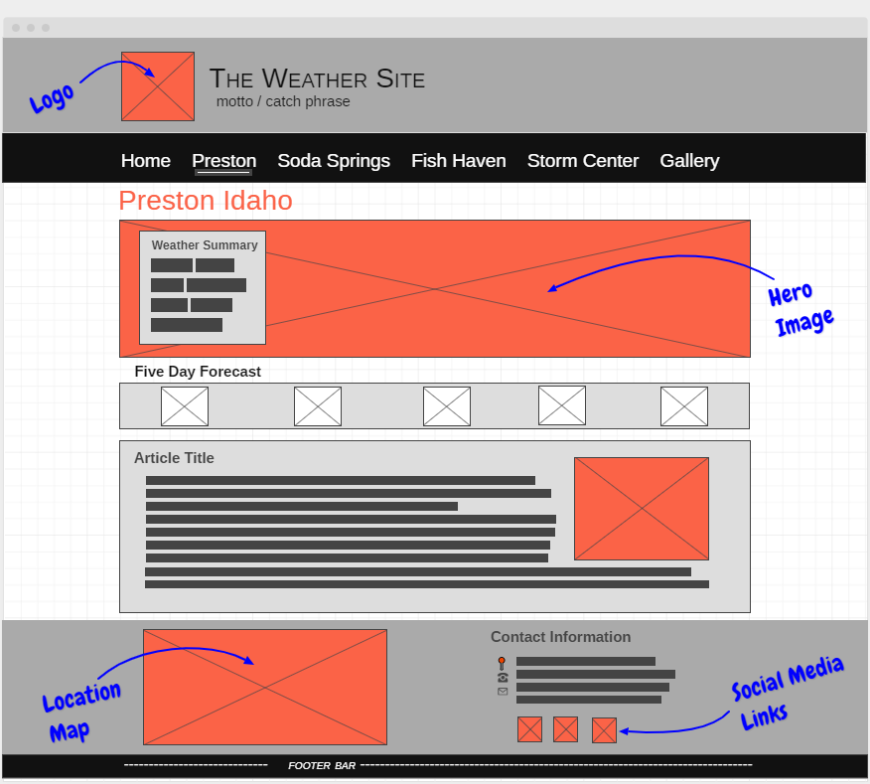 Logo
THE WEATHER SITE
motto / catch phrase
Home Preston Soda Springs Fish Haven Storm Center Gallery
Preston Idaho
Weather Summary
Hero
Image
Five Day Forecast
Article Title
Contact Information
Location
Map
Social Media
Links
FOOTER BAR